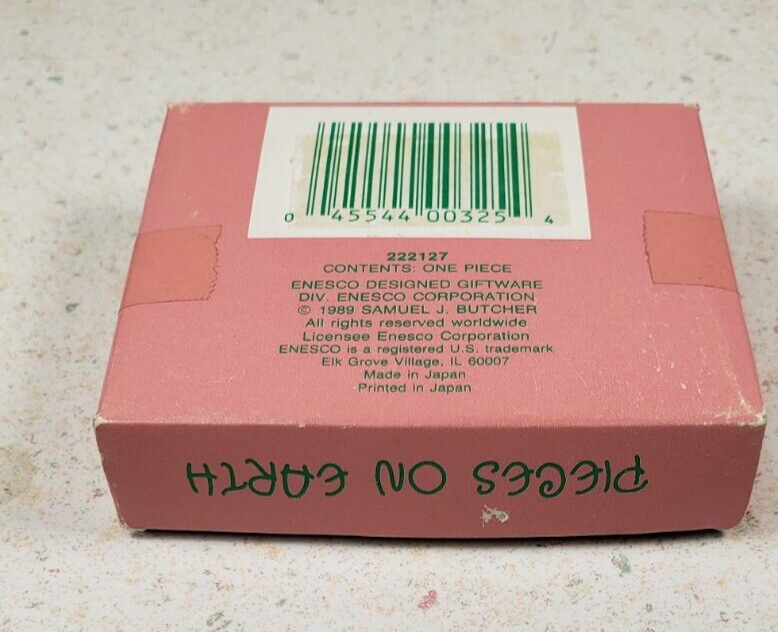 0 45544 00325 4
222127
CONTENTS: ONE PIECE
ENESCO DESIGNED GIFTWARE
DIV. ENESCO CORPORATION
© 1989 SAMUEL J. BUTCHER
All rights reserved worldwide
Licensee Enesco Corporation
ENESCO is a registered U.S. trademark
Elk Grove Village, IL 60007
Made in Japan
Printed in Japan
PIECES ON EARTH